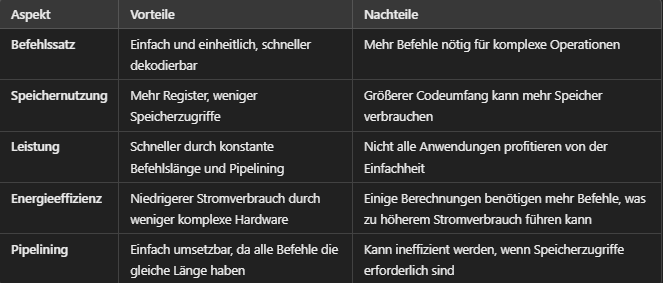 Aspekt Vorteile Nachteile
Befehlssatz Einfach und einheitlich, schneller Mehr Befehle nötig für komplexe Operationen
dekodierbar
Speichernutzung Mehr Register, weniger Größerer Codeumfang kann mehr Speicher
Speicherzugriffe verbrauchen
Leistung Schneller durch konstante Nicht alle Anwendungen profitieren von der
Befehlslänge und Pipelining Einfachheit
Energieeffizienz Niedrigerer Stromverbrauch durch Einige Berechnungen benötigen mehr Befehle, was
weniger komplexe Hardware zu höherem Stromverbrauch führen kann
Pipelining Einfach umsetzbar, da alle Befehle die Kann ineffizient werden, wenn Speicherzugriffe
gleiche Länge haben erforderlich sind